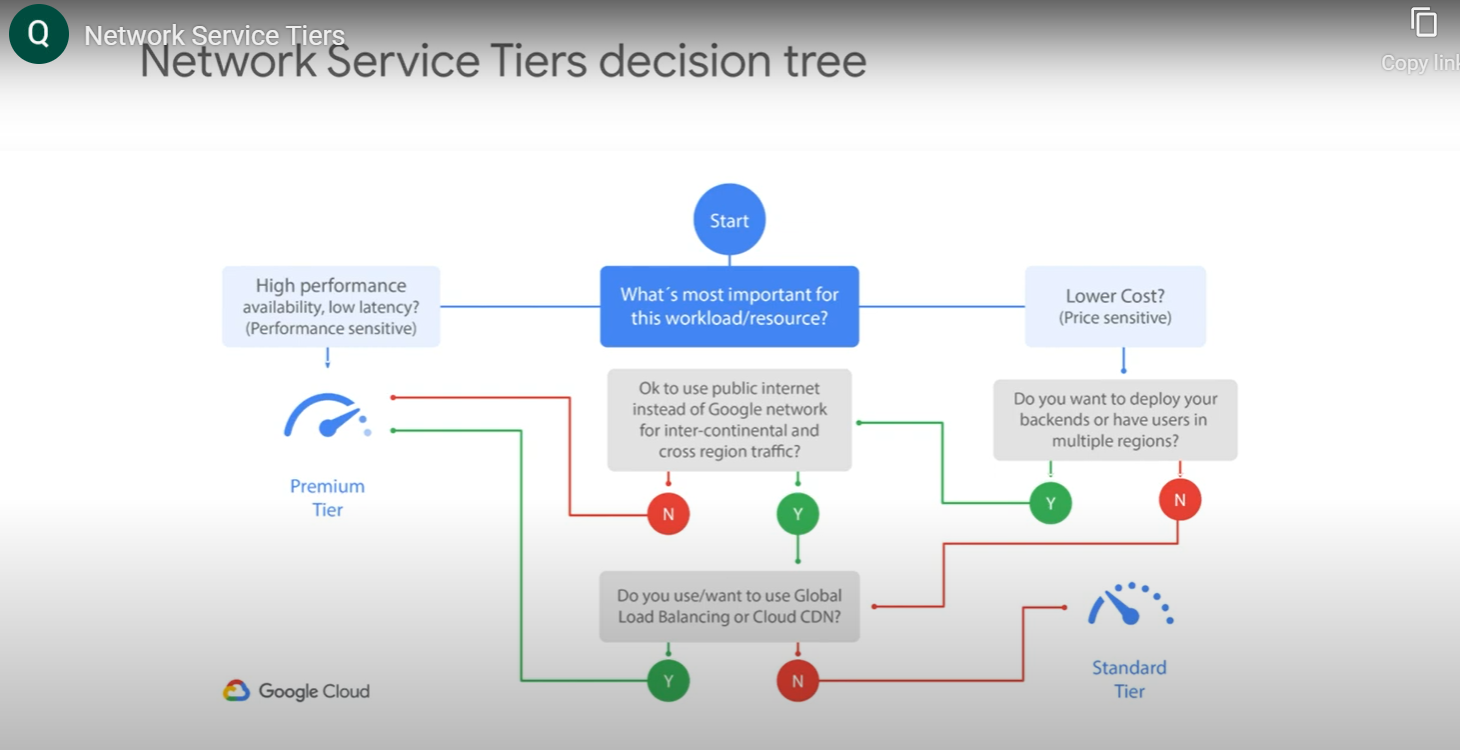 Q
Network Service Tiers
Copy link
Network Service Tiers decision tree
Start
High performance
availability, low latency?
(Performance sensitive)
What´s most important for
this workload/resource?
Lower Cost?
(Price sensitive)
Ok to use public internet
instead of Google network
for inter-continental and
cross region traffic?
Do you want to deploy your
backends or have users in
multiple regions?
Premium
Tier
N
Y
Y
N
Do you use/want to use Global
Load Balancing or Cloud CDN?
Y
N
Standard
Tier
Google Cloud